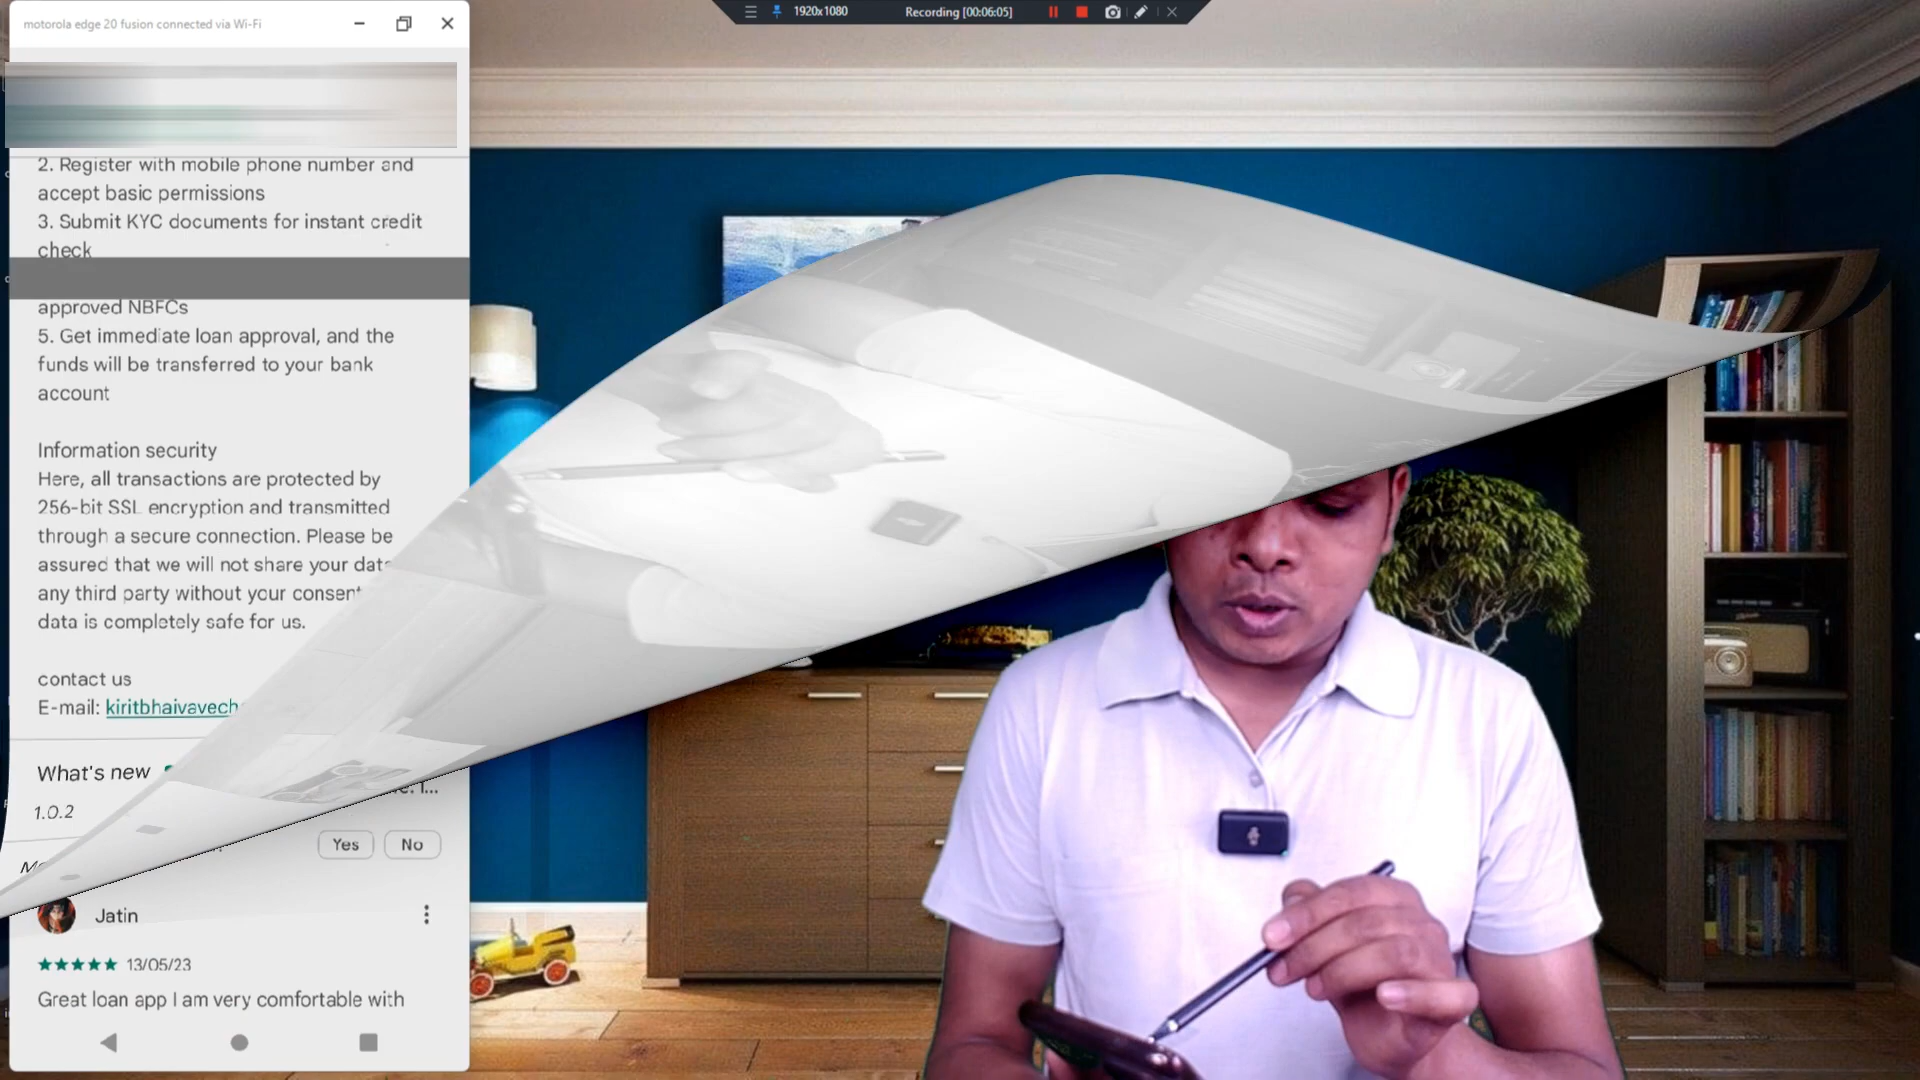 motorola edge 20 fusion connected via Wi-Fi
1920x1080
Recording [00:06:05]
2. Register with mobile phone number and
accept basic permissions
3. Submit KYC documents for instant credit
check
approved NBFCs
5. Get immediate loan approval, and the
funds will be transferred to your bank
account
Information security
Here, all transactions are protected by
256-bit SSL encryption and transmitted
through a secure connection. Please be
assured that we will not share your data
any third party without your consent
data is completely safe for us.
contact us
E-mail: kiritbhaivavech
What's new
1.0.2
Yes
No
Jatin
13/05/23
Great loan app I am very comfortable with